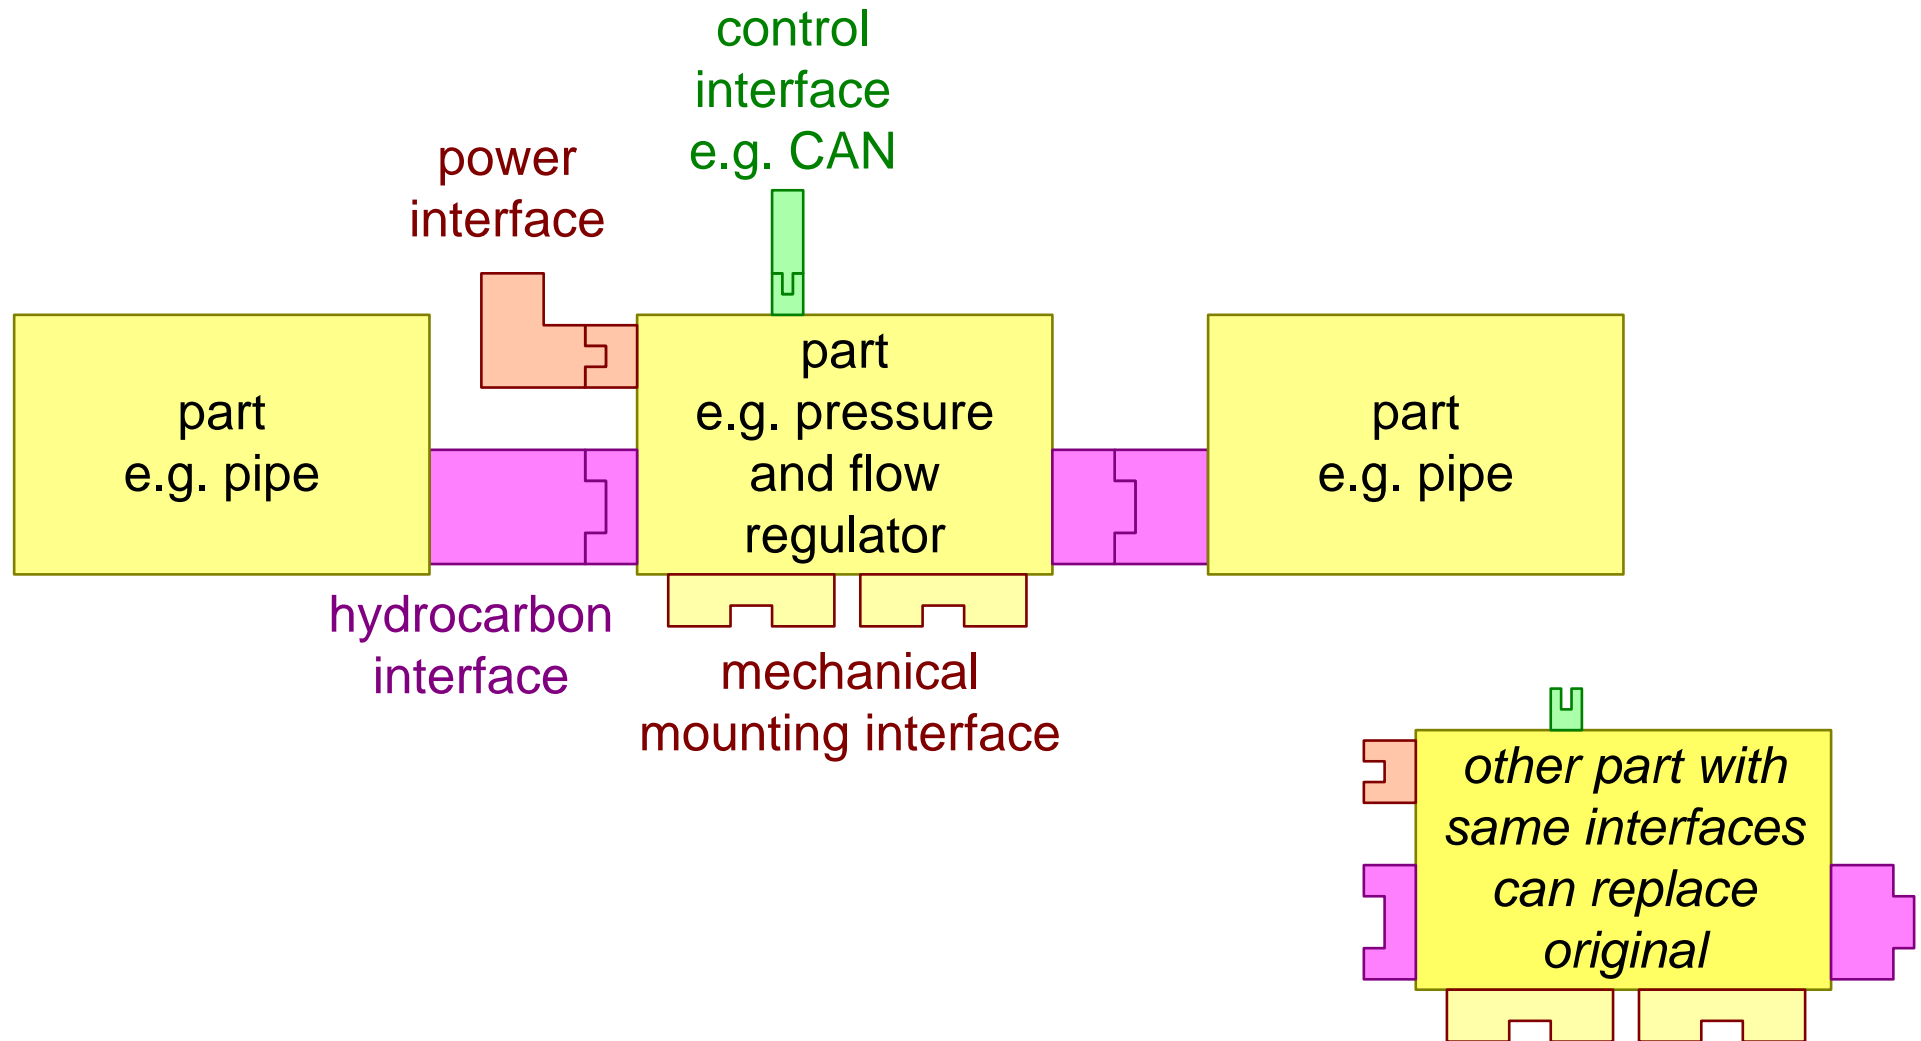 control
interface
e.g. CAN
power
interface
part
e.g. pipe
part
e.g. pressure
and flow
regulator
part
e.g. pipe
hydrocarbon
interface
mechanical
mounting interface
other part with
same interfaces
can replace
original